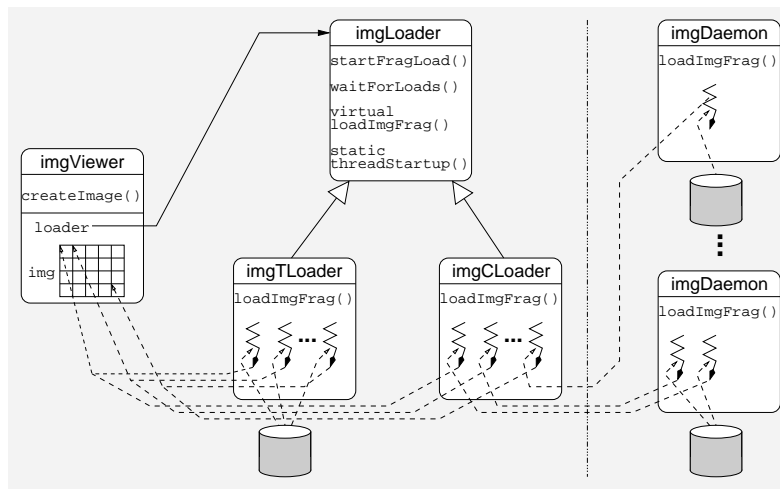 imgLoader
startFragLoad()
waitForLoads()
virtual
loadImgFrag()
static
threadStartup()
imgDaemon
loadImgFrag()
imgViewer
createImage()
loader
img
imgTLoader
loadImgFrag()
imgCLoader
loadImgFrag()
imgDaemon
loadImgFrag()